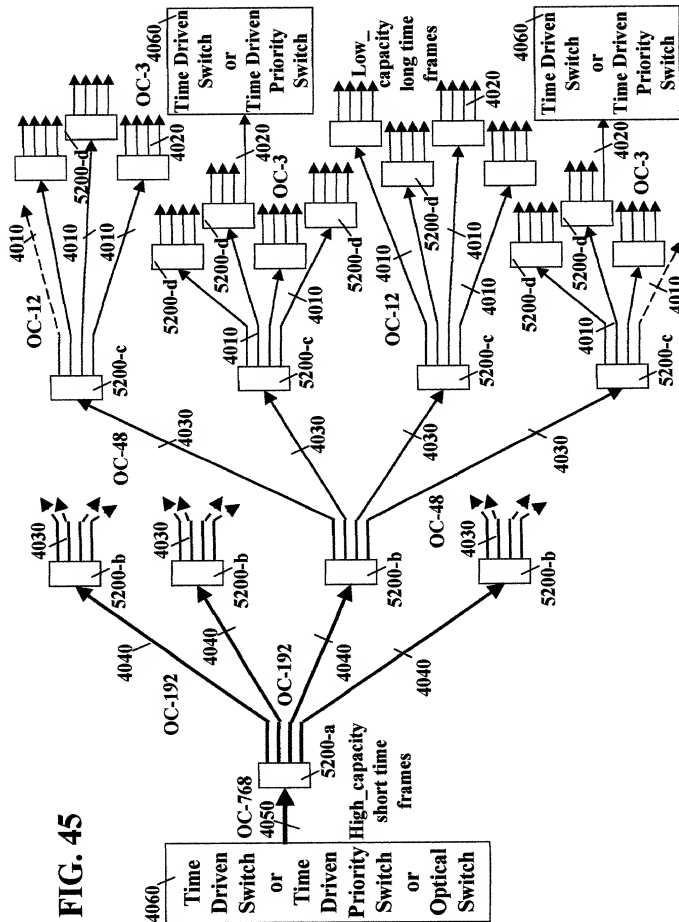 FIG. 45
4060
Time
Driven
Switch
or
Time
Driven
Priority
Switch
or
Optical
Switch
OC-768
4050
High_capacity
short time
frames
5200-a
OC-192
4040
4040
OC-192
4040
4040
4030
5200-b
4030
5200-b
5200-b
OC-48
4030
5200-b
OC-48
4030
4030
4030
4030
OC-12
5200-c
4010
4010
4010
5200-d
OC-3
4020
5200-c
4010
4010
5200-d
5200-d
5200-d
4020
OC-3
4060
Time Driven
Switch
or
Time Driven
Priority
Switch
OC-12
5200-c
4010
4010
4010
5200-d
4020
Low_capacity
long time
frames
5200-c
4010
4010
5200-d
5200-d
4020
OC-3
4060
Time Driven
Switch
or
Time Driven
Priority
Switch